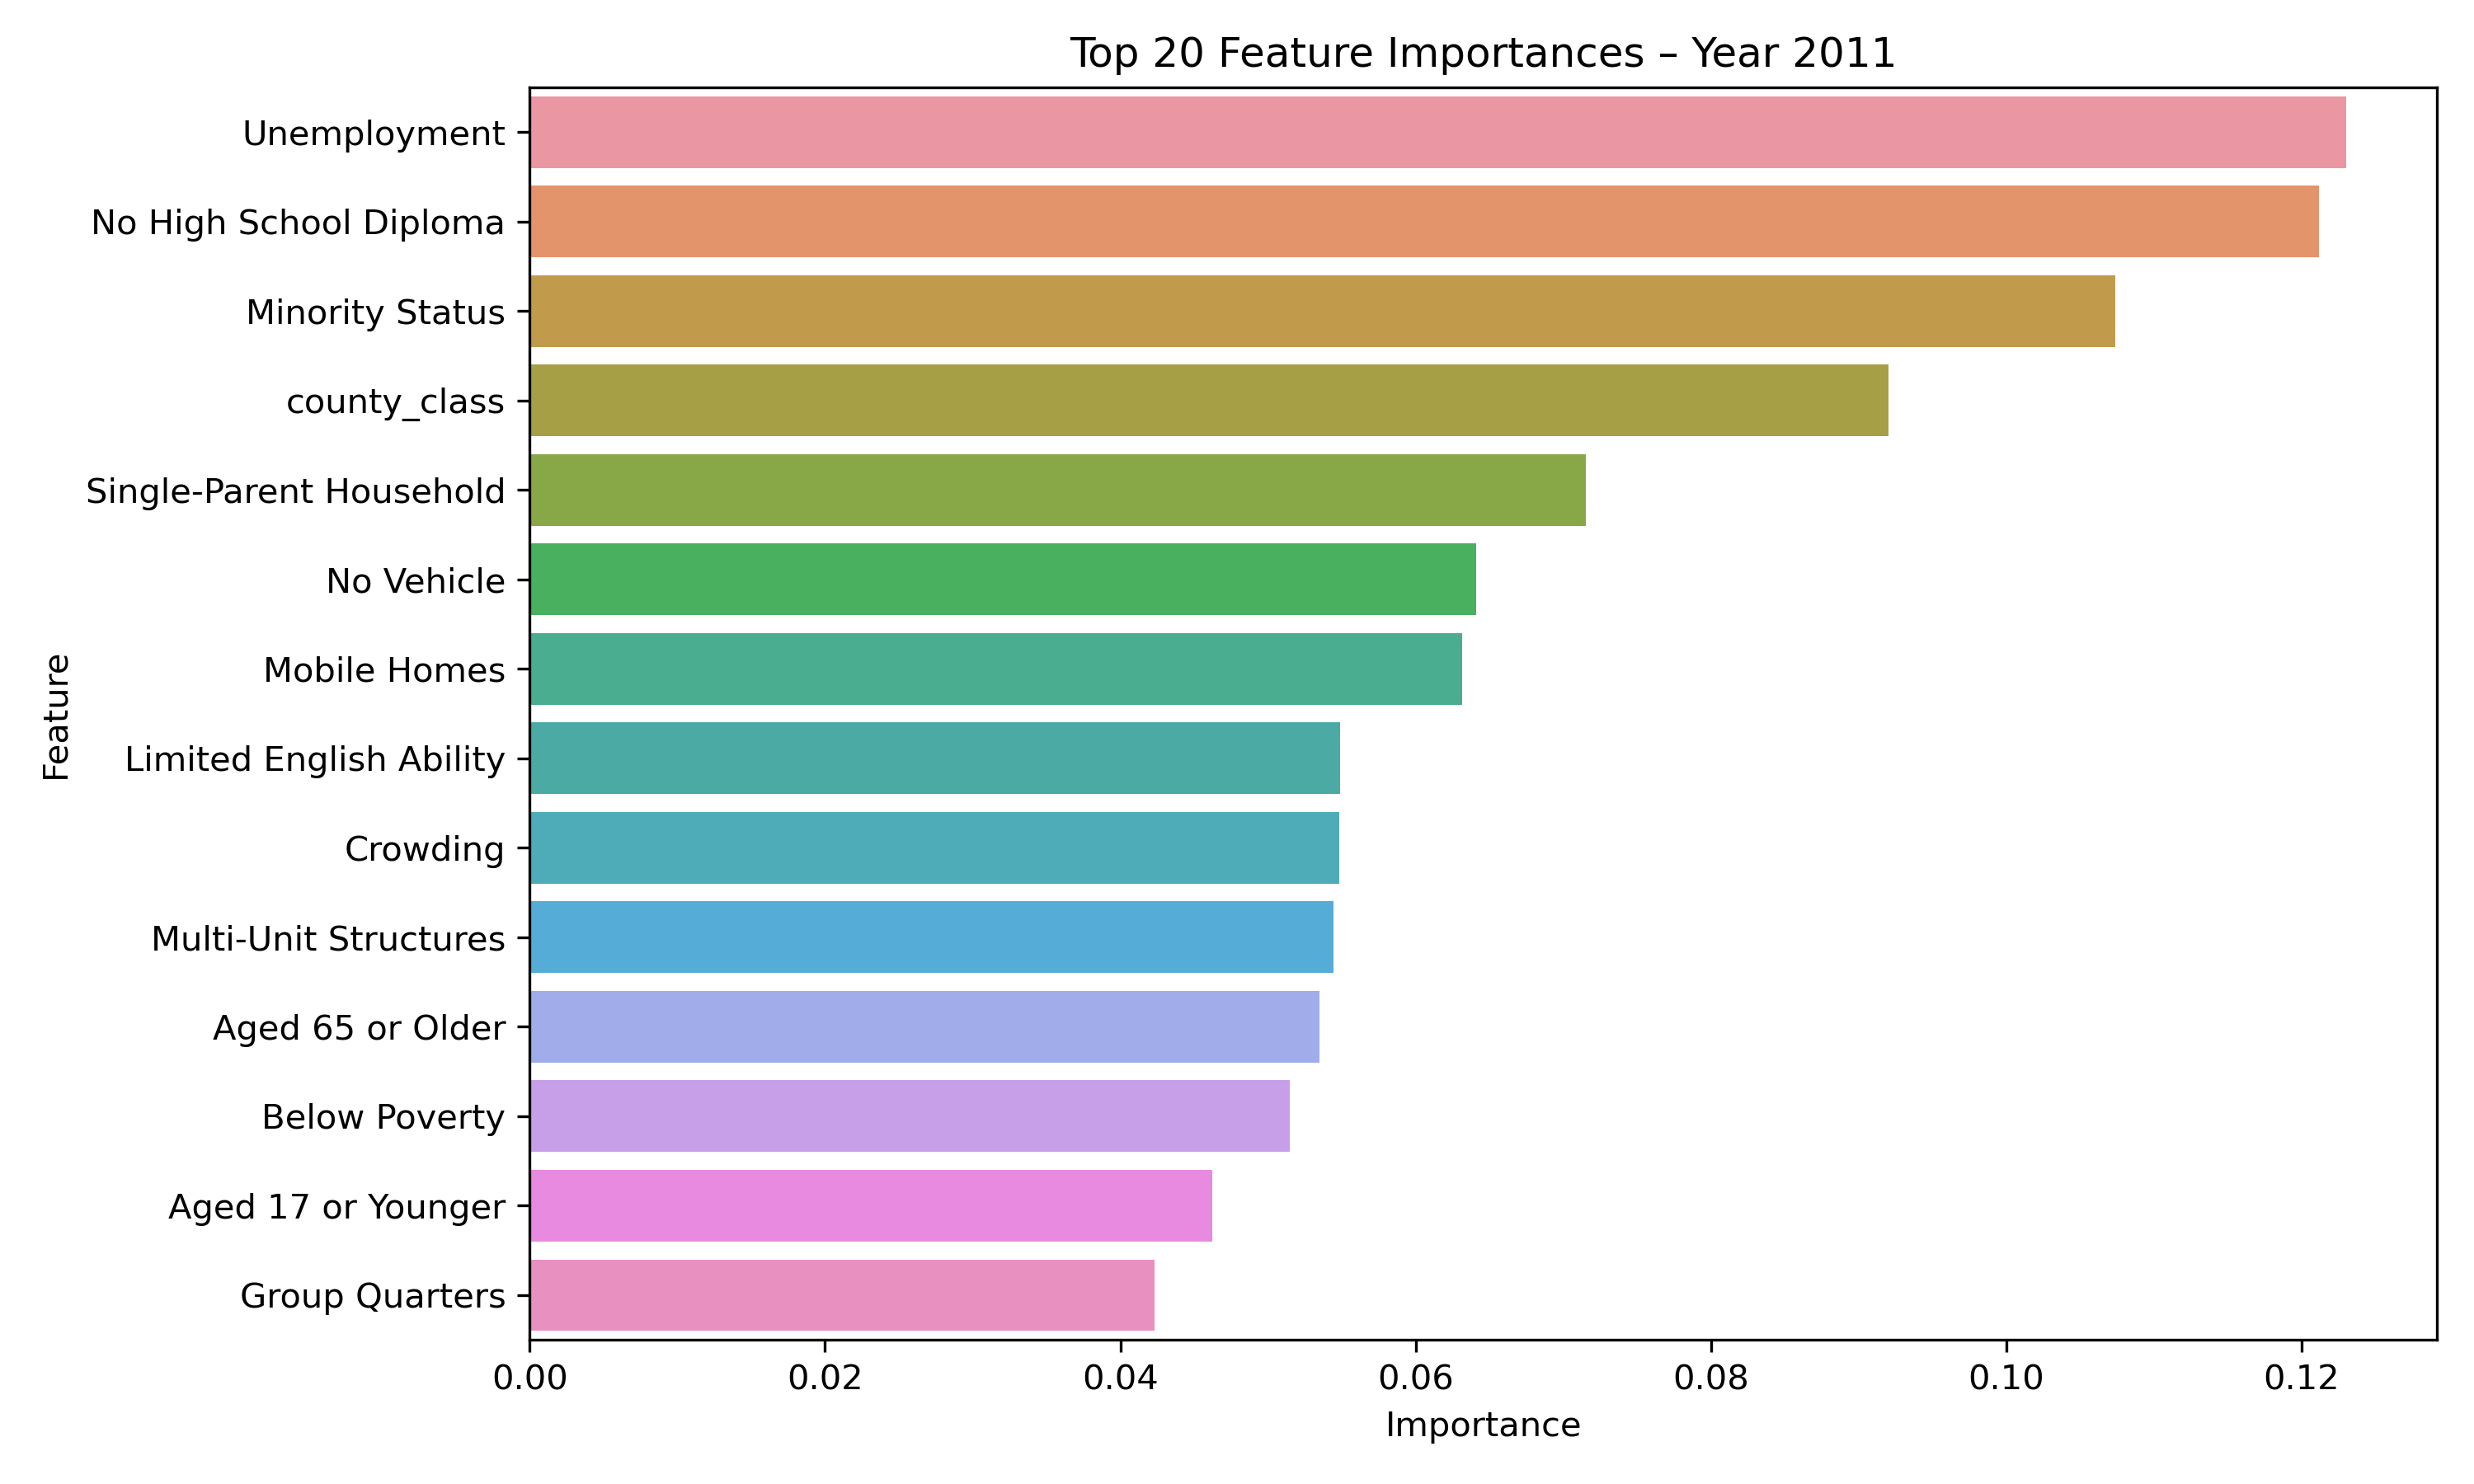 Top 20 Feature Importances – Year 2011
Unemployment
No High School Diploma
Minority Status
county_class
Single-Parent Household
No Vehicle
Mobile Homes
Limited English Ability
Crowding
Multi-Unit Structures
Aged 65 or Older
Below Poverty
Aged 17 or Younger
Group Quarters
Feature
0.00 0.02 0.04 0.06 0.08 0.10 0.12
Importance